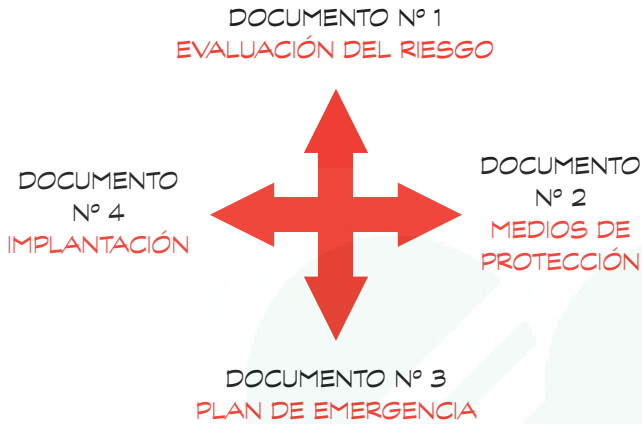 DOCUMENTO Nº 1
EVALUACIÓN DEL RIESGO
DOCUMENTO
Nº 4
IMPLANTACIÓN
DOCUMENTO
Nº 2
MEDIOS DE
PROTECCIÓN
DOCUMENTO Nº 3
PLAN DE EMERGENCIA